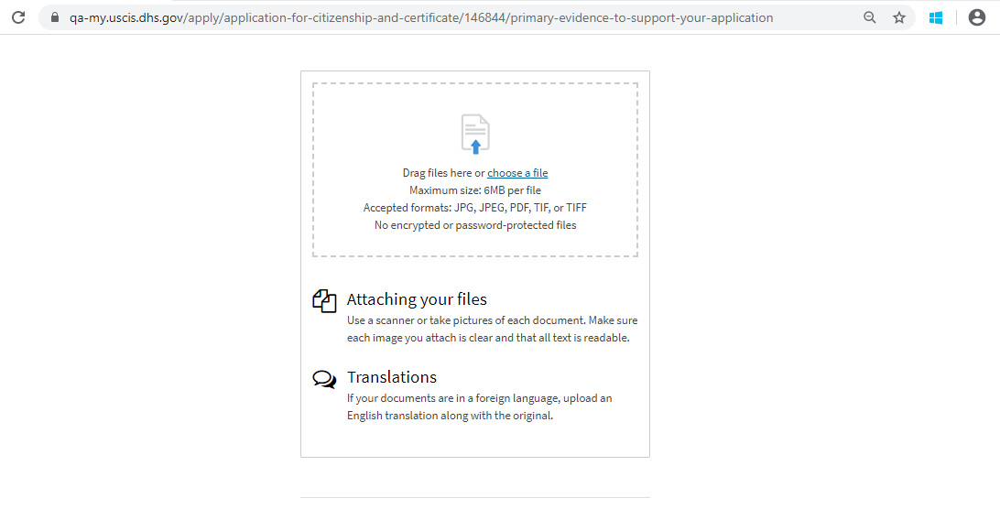 qa-my.uscis.dhs.gov/apply/application-for-citizenship-and-certificate/146844/primary-evidence-to-support-your-application
Drag files here or choose a file
Maximum size: 6MB per file
Accepted formats: JPG, JPEG, PDF, TIF, or TIFF
No encrypted or password-protected files
Attaching your files
Use a scanner or take pictures of each document. Make sure
each image you attach is clear and that all text is readable.
Translations
If your documents are in a foreign language, upload an
English translation along with the original.